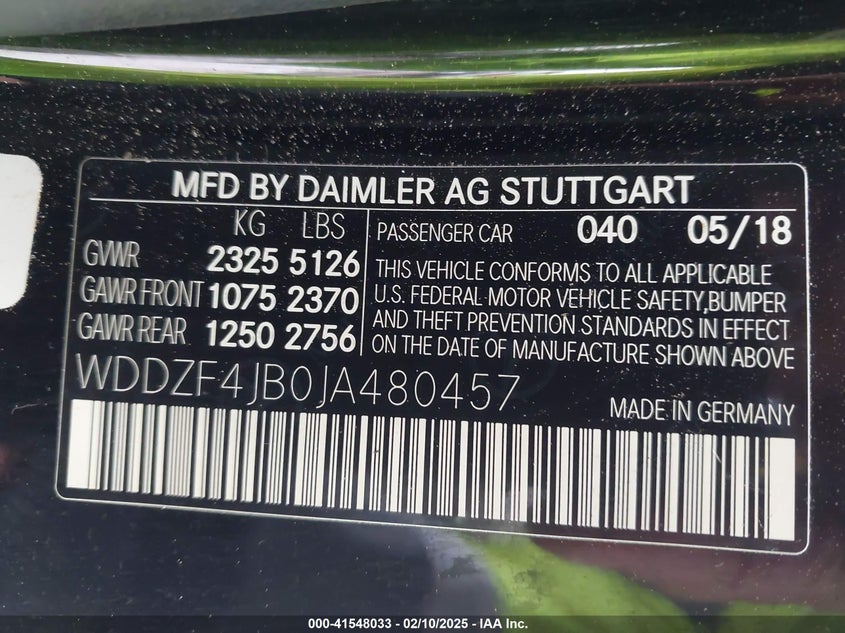 MFD BY DAIMLER AG STUTTGART
KG LBS
GVWR 2325 5126
GAWR FRONT 1075 2370
GAWR REAR 1250 2756
PASSENGER CAR 040 05/18
THIS VEHICLE CONFORMS TO ALL APPLICABLE
U.S. FEDERAL MOTOR VEHICLE SAFETY,BUMPER
AND THEFT PREVENTION STANDARDS IN EFFECT
ON THE DATE OF MANUFACTURE SHOWN ABOVE
WDDZF4JB0JA480457
MADE IN GERMANY
000-41548033 — 02/10/2025 — IAA Inc.